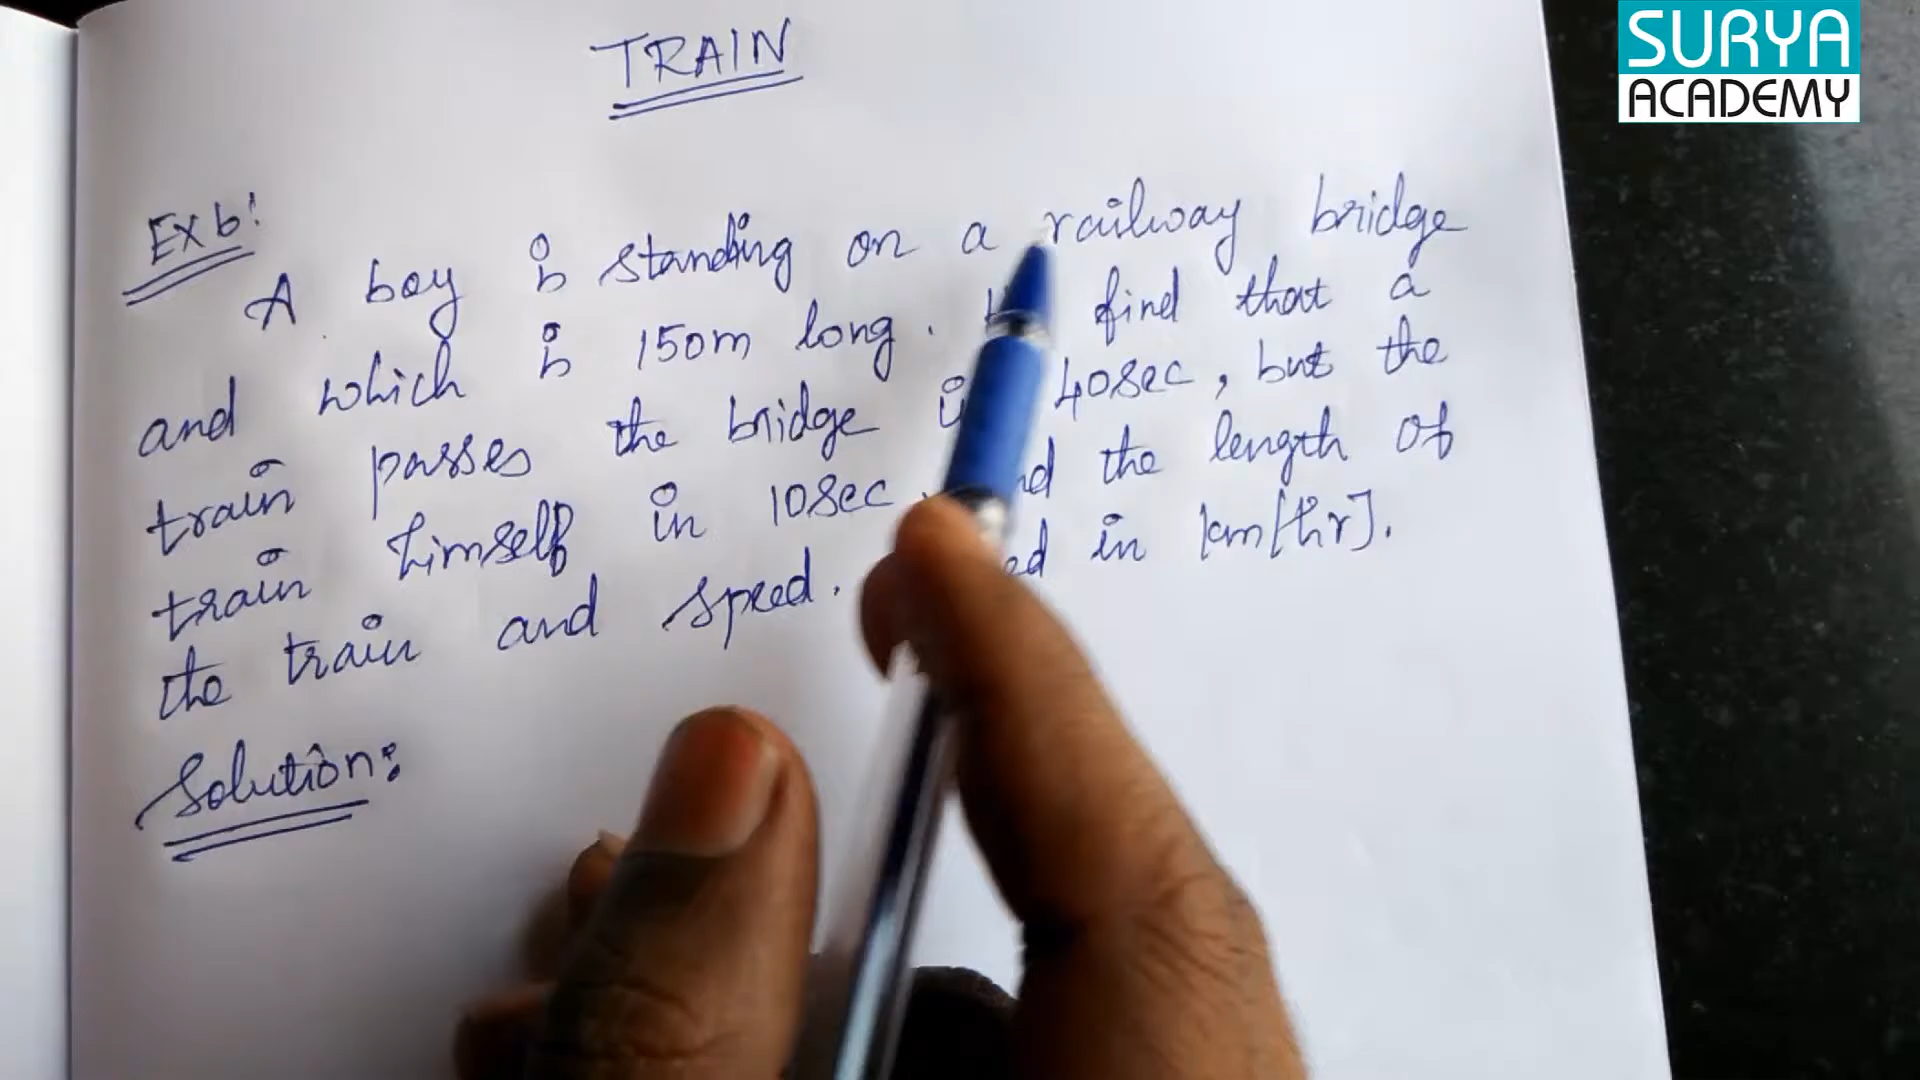 SURYA
ACADEMY
TRAIN
Ex 6:
A boy is standing on a railway bridge
and which is 150m long. find that a
train passes the bridge in 40sec, but the
train himself in 10sec. the length of
the train and speed. in km/hr].
Solution: